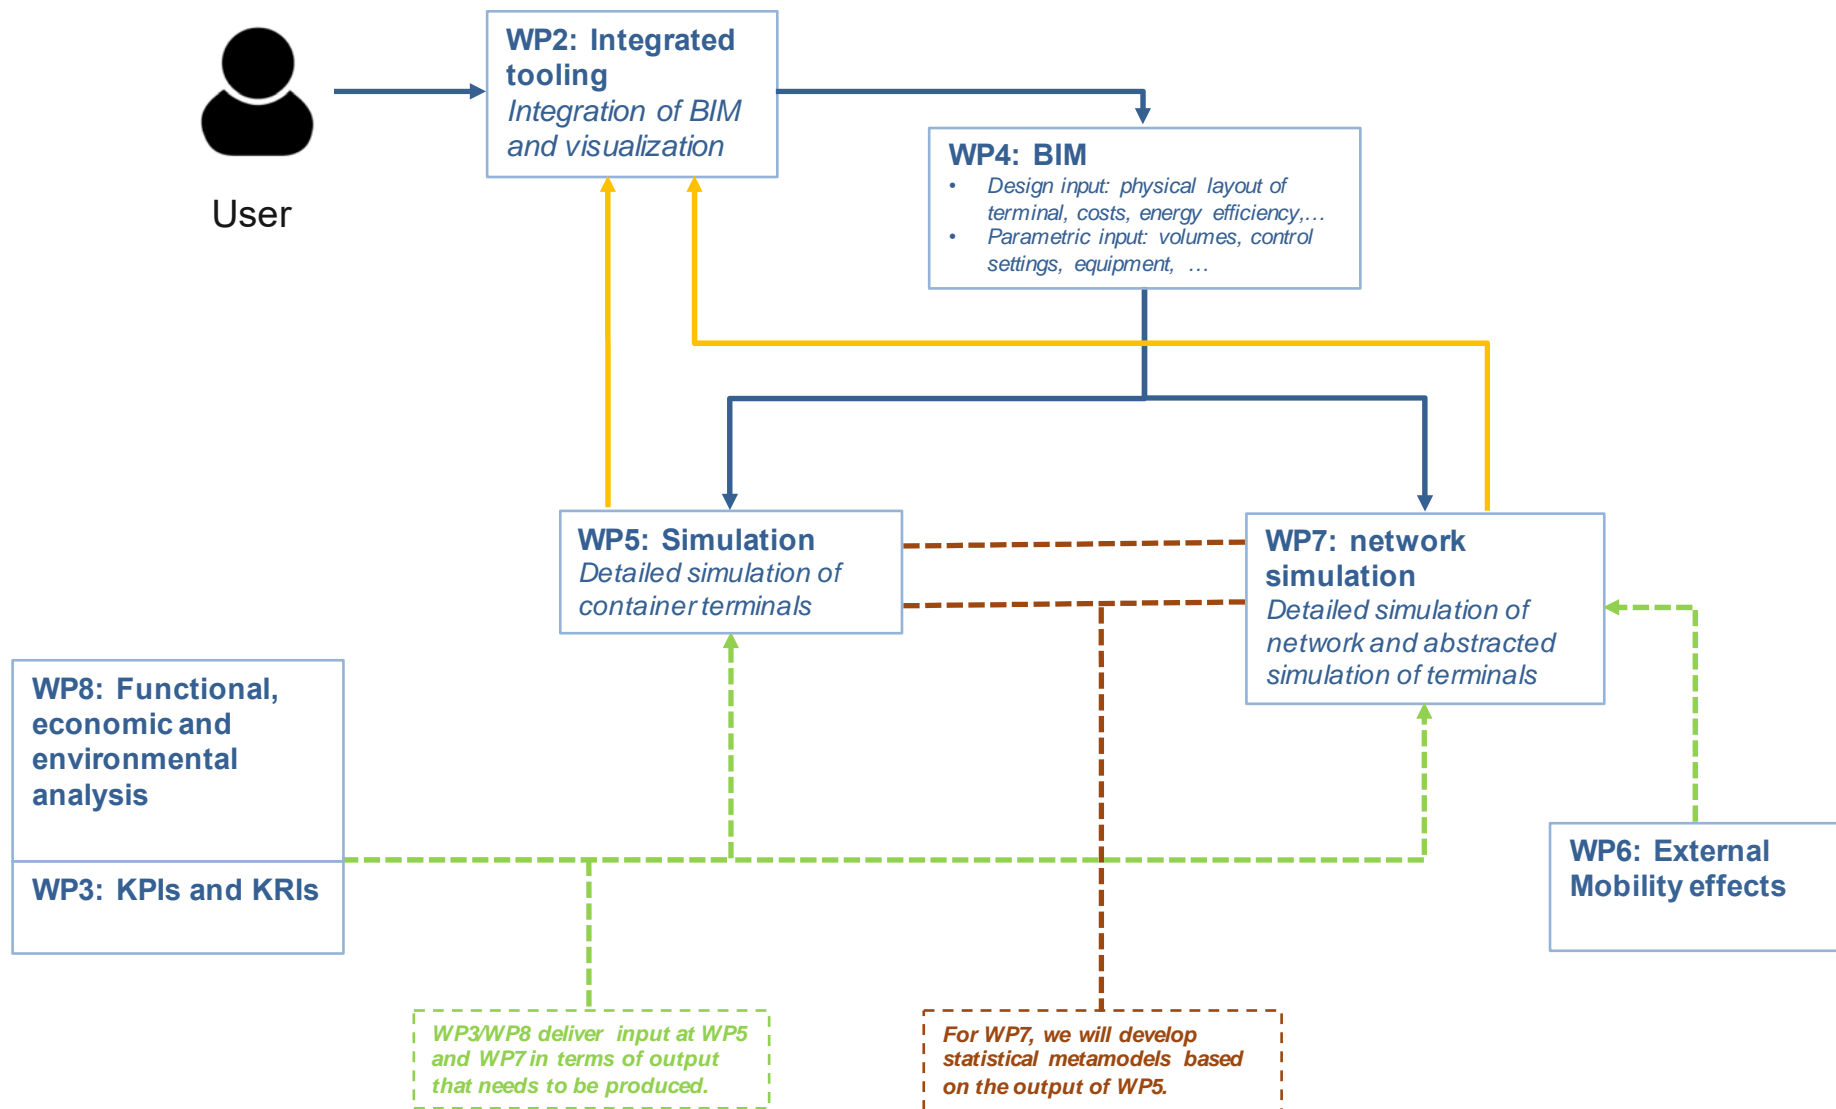 User
WP2: Integrated
tooling
Integration of BIM
and visualization
WP4: BIM
• Design input: physical layout of
terminal, costs, energy efficiency,…
• Parametric input: volumes, control
settings, equipment, …
WP5: Simulation
Detailed simulation of
container terminals
WP7: network
simulation
Detailed simulation of
network and abstracted
simulation of terminals
WP8: Functional,
economic and
environmental
analysis
WP3: KPIs and KRIs
WP6: External
Mobility effects
WP3/WP8 deliver input at WP5
and WP7 in terms of output
that needs to be produced.
For WP7, we will develop
statistical metamodels based
on the output of WP5.